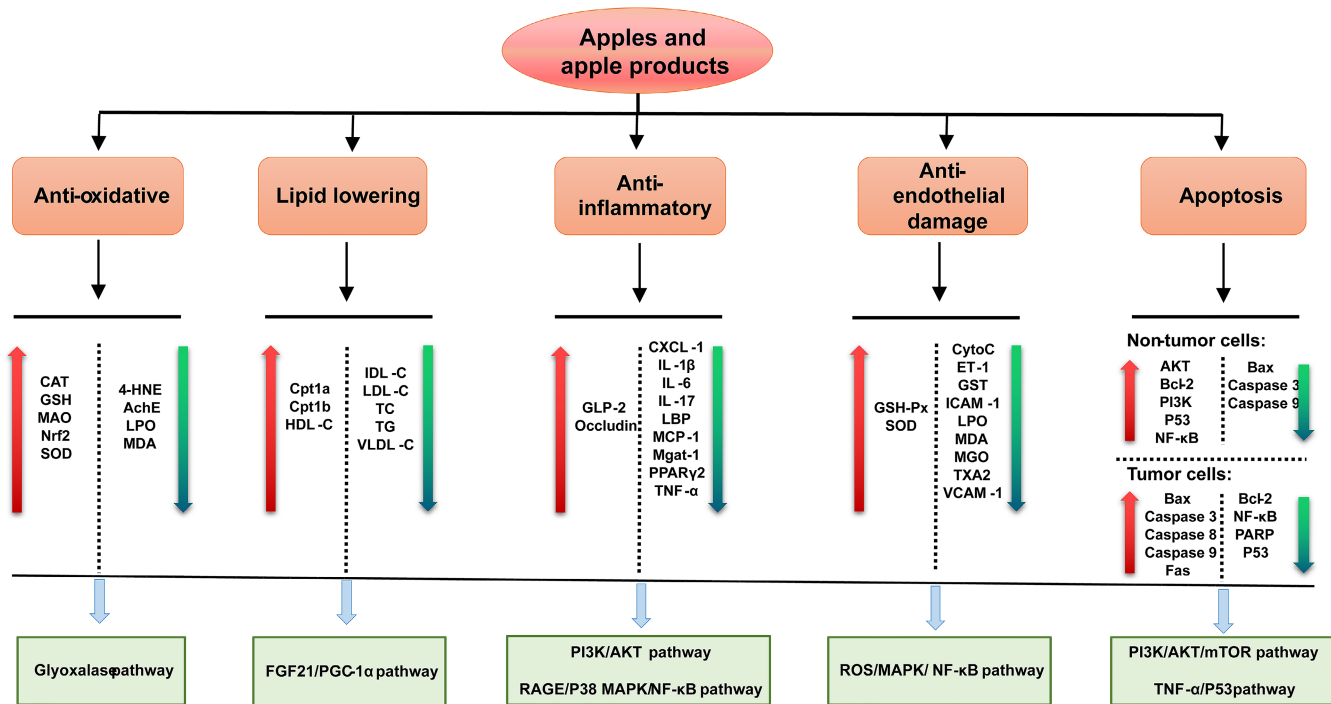 Apples and
apple products
Anti-oxidative
Lipid lowering
Anti-
inflammatory
Anti-
endothelial
damage
Apoptosis
CAT
GSH
MAO
Nrf2
SOD
4-HNE
AchE
LPO
MDA
Cpt1a
Cpt1b
HDL-C
IDL-C
LDL-C
TC
TG
VLDL-C
GLP-2
Occludin
CXCL-1
IL-1β
IL-6
IL-17
LBP
MCP-1
Mgat-1
PPARγ2
TNF-α
GSH-Px
SOD
CytoC
ET-1
GST
ICAM-1
LPO
MDA
MGO
TXA2
VCAM-1
Non-tumor cells:
AKT
Bcl-2
PI3K
P53
NF-κB
Bax
Caspase 3
Caspase 9
Tumor cells:
Bax
Caspase 3
Caspase 8
Caspase 9
Fas
Bcl-2
NF-κB
PARP
P53
Glyoxalase pathway
FGF21/PGC-1α pathway
PI3K/AKT pathway
RAGE/P38 MAPK/NF-κB pathway
ROS/MAPK/ NF-κB pathway
PI3K/AKT/mTOR pathway
TNF-α/P53pathway